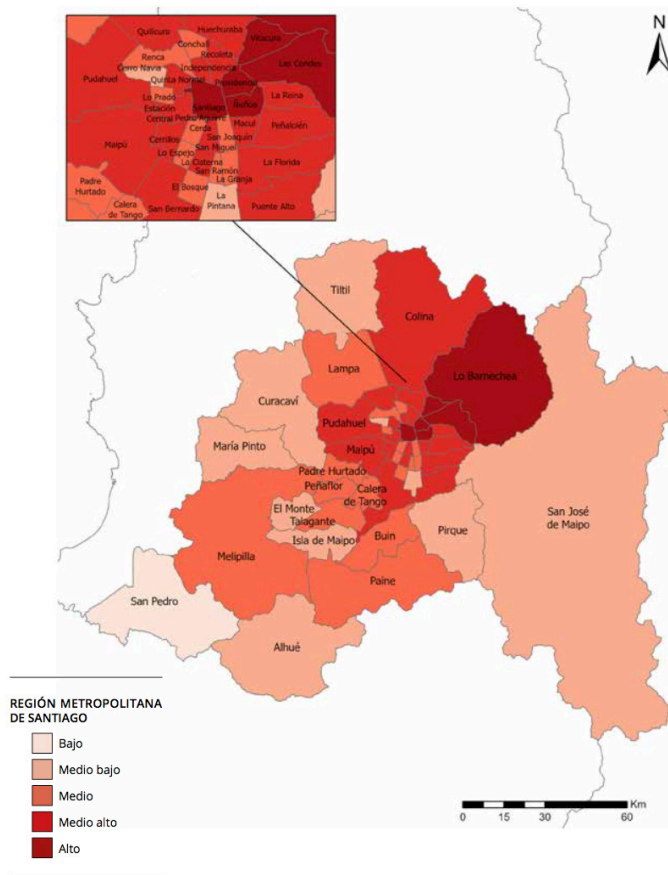 N
Quilicura
Huechuraba
Vitacura
Conchalí
Las Condes
Renca
Recoleta
Cerro Navia
Independencia
Pudahuel
Quinta Normal
Providencia
Lo Prado
La Reina
Estación
Central
Santiago
Ñuñoa
Pedro Aguirre
Cerda
Macul
Peñalolén
Maipú
Cerrillos
San Joaquín
San Miguel
Lo Espejo
La Cisterna
La Florida
San Ramón
La Granja
Padre
Hurtado
El Bosque
La
Pintana
Calera
de Tango
San Bernardo
Puente Alto
Tiltil
Colina
Lampa
Lo Barnechea
Curacaví
Pudahuel
María Pinto
Maipú
Padre Hurtado
Peñaflor
Calera
de Tango
El Monte
Talagante
San José
de Maipo
Isla de Maipo
Buin
Pirque
Melipilla
Paine
San Pedro
Alhué
REGIÓN METROPOLITANA
DE SANTIAGO
Bajo
Medio bajo
Medio
Medio alto
Alto
Km
0 15 30 60